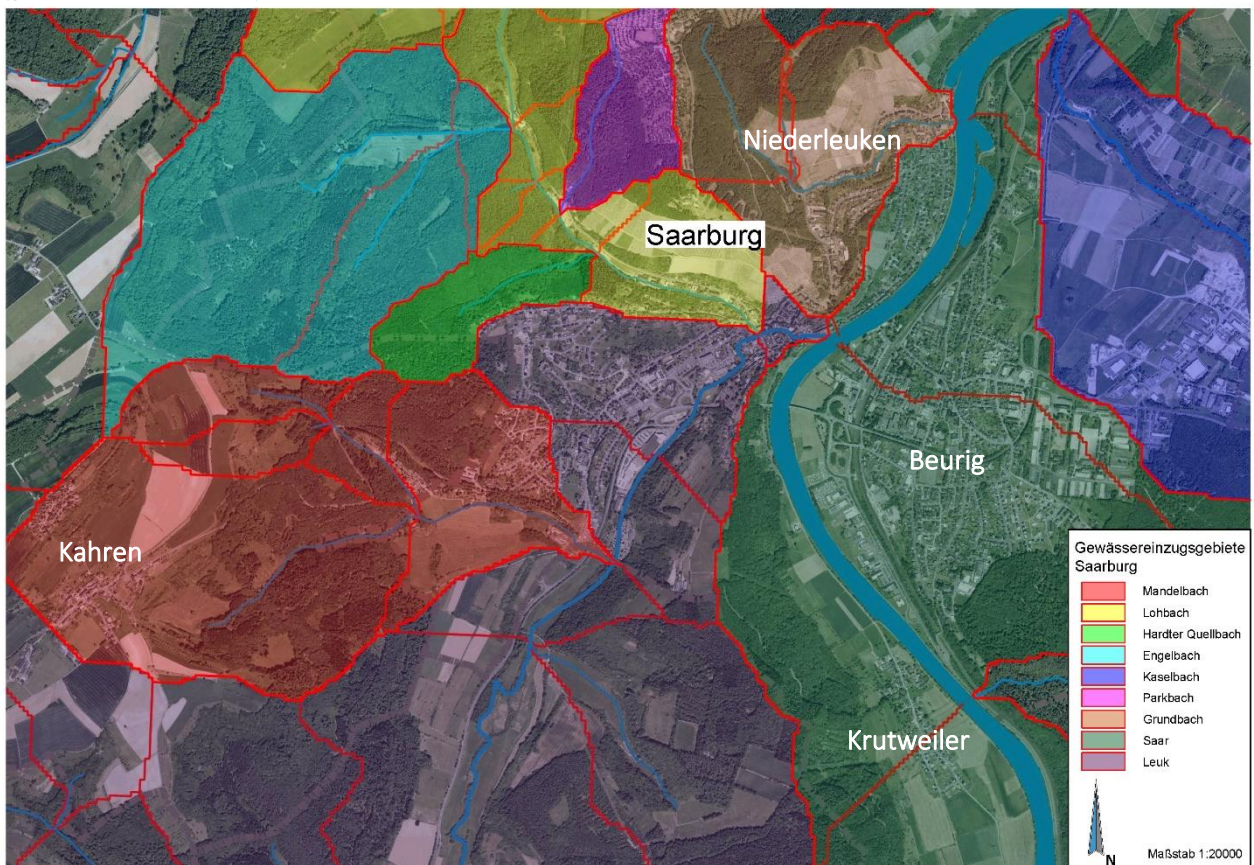 Niederleuken
Saarburg
Beurig
Kahren
Krutweiler
Gewässereinzugsgebiete
Saarburg
Mandelbach
Lohbach
Hardter Quellbach
Engelbach
Kaselbach
Parkbach
Grundbach
Saar
Leuk
N
Maßstab 1:20000